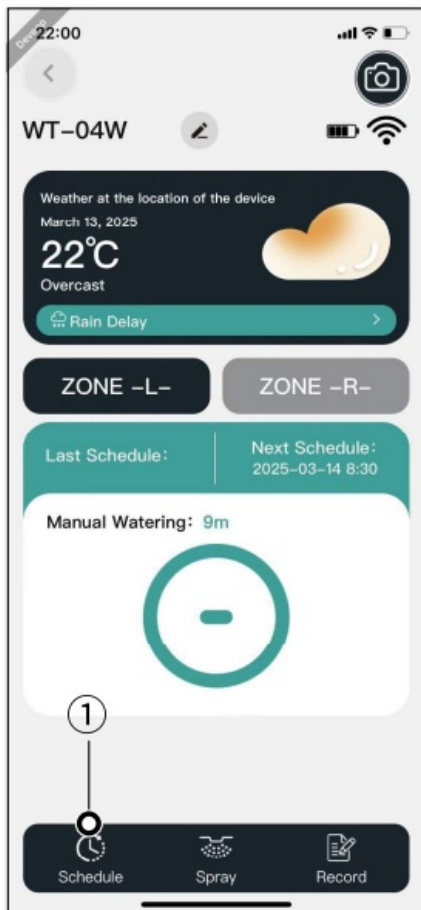 Develop
22:00
WT-04W
Weather at the location of the device
March 13, 2025
22°C
Overcast
Rain Delay
ZONE -L-
ZONE -R-
Last Schedule:
Next Schedule:
2025-03-14 8:30
Manual Watering: 9m
①
Schedule
Spray
Record